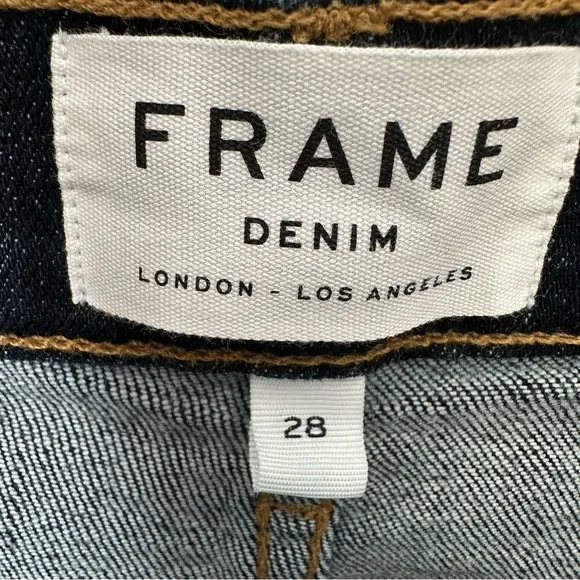 FRAME
DENIM
LONDON - LOS ANGELES
28